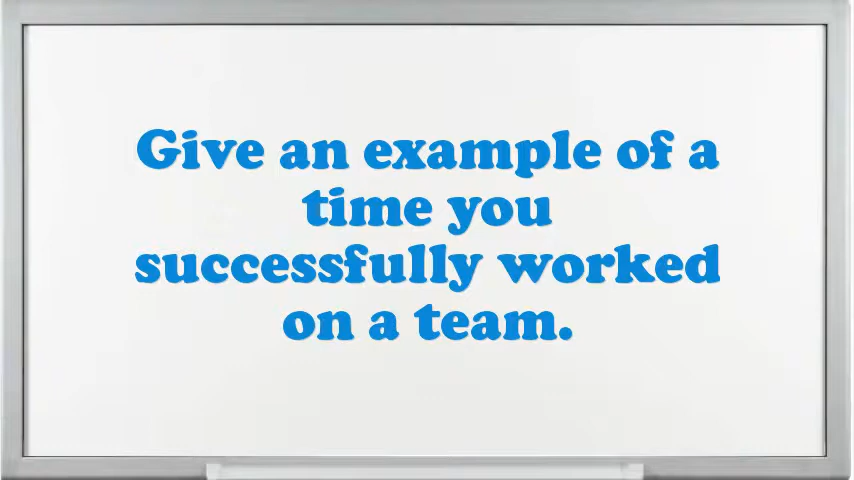 Give an example of a
time you
successfully worked
on a team.